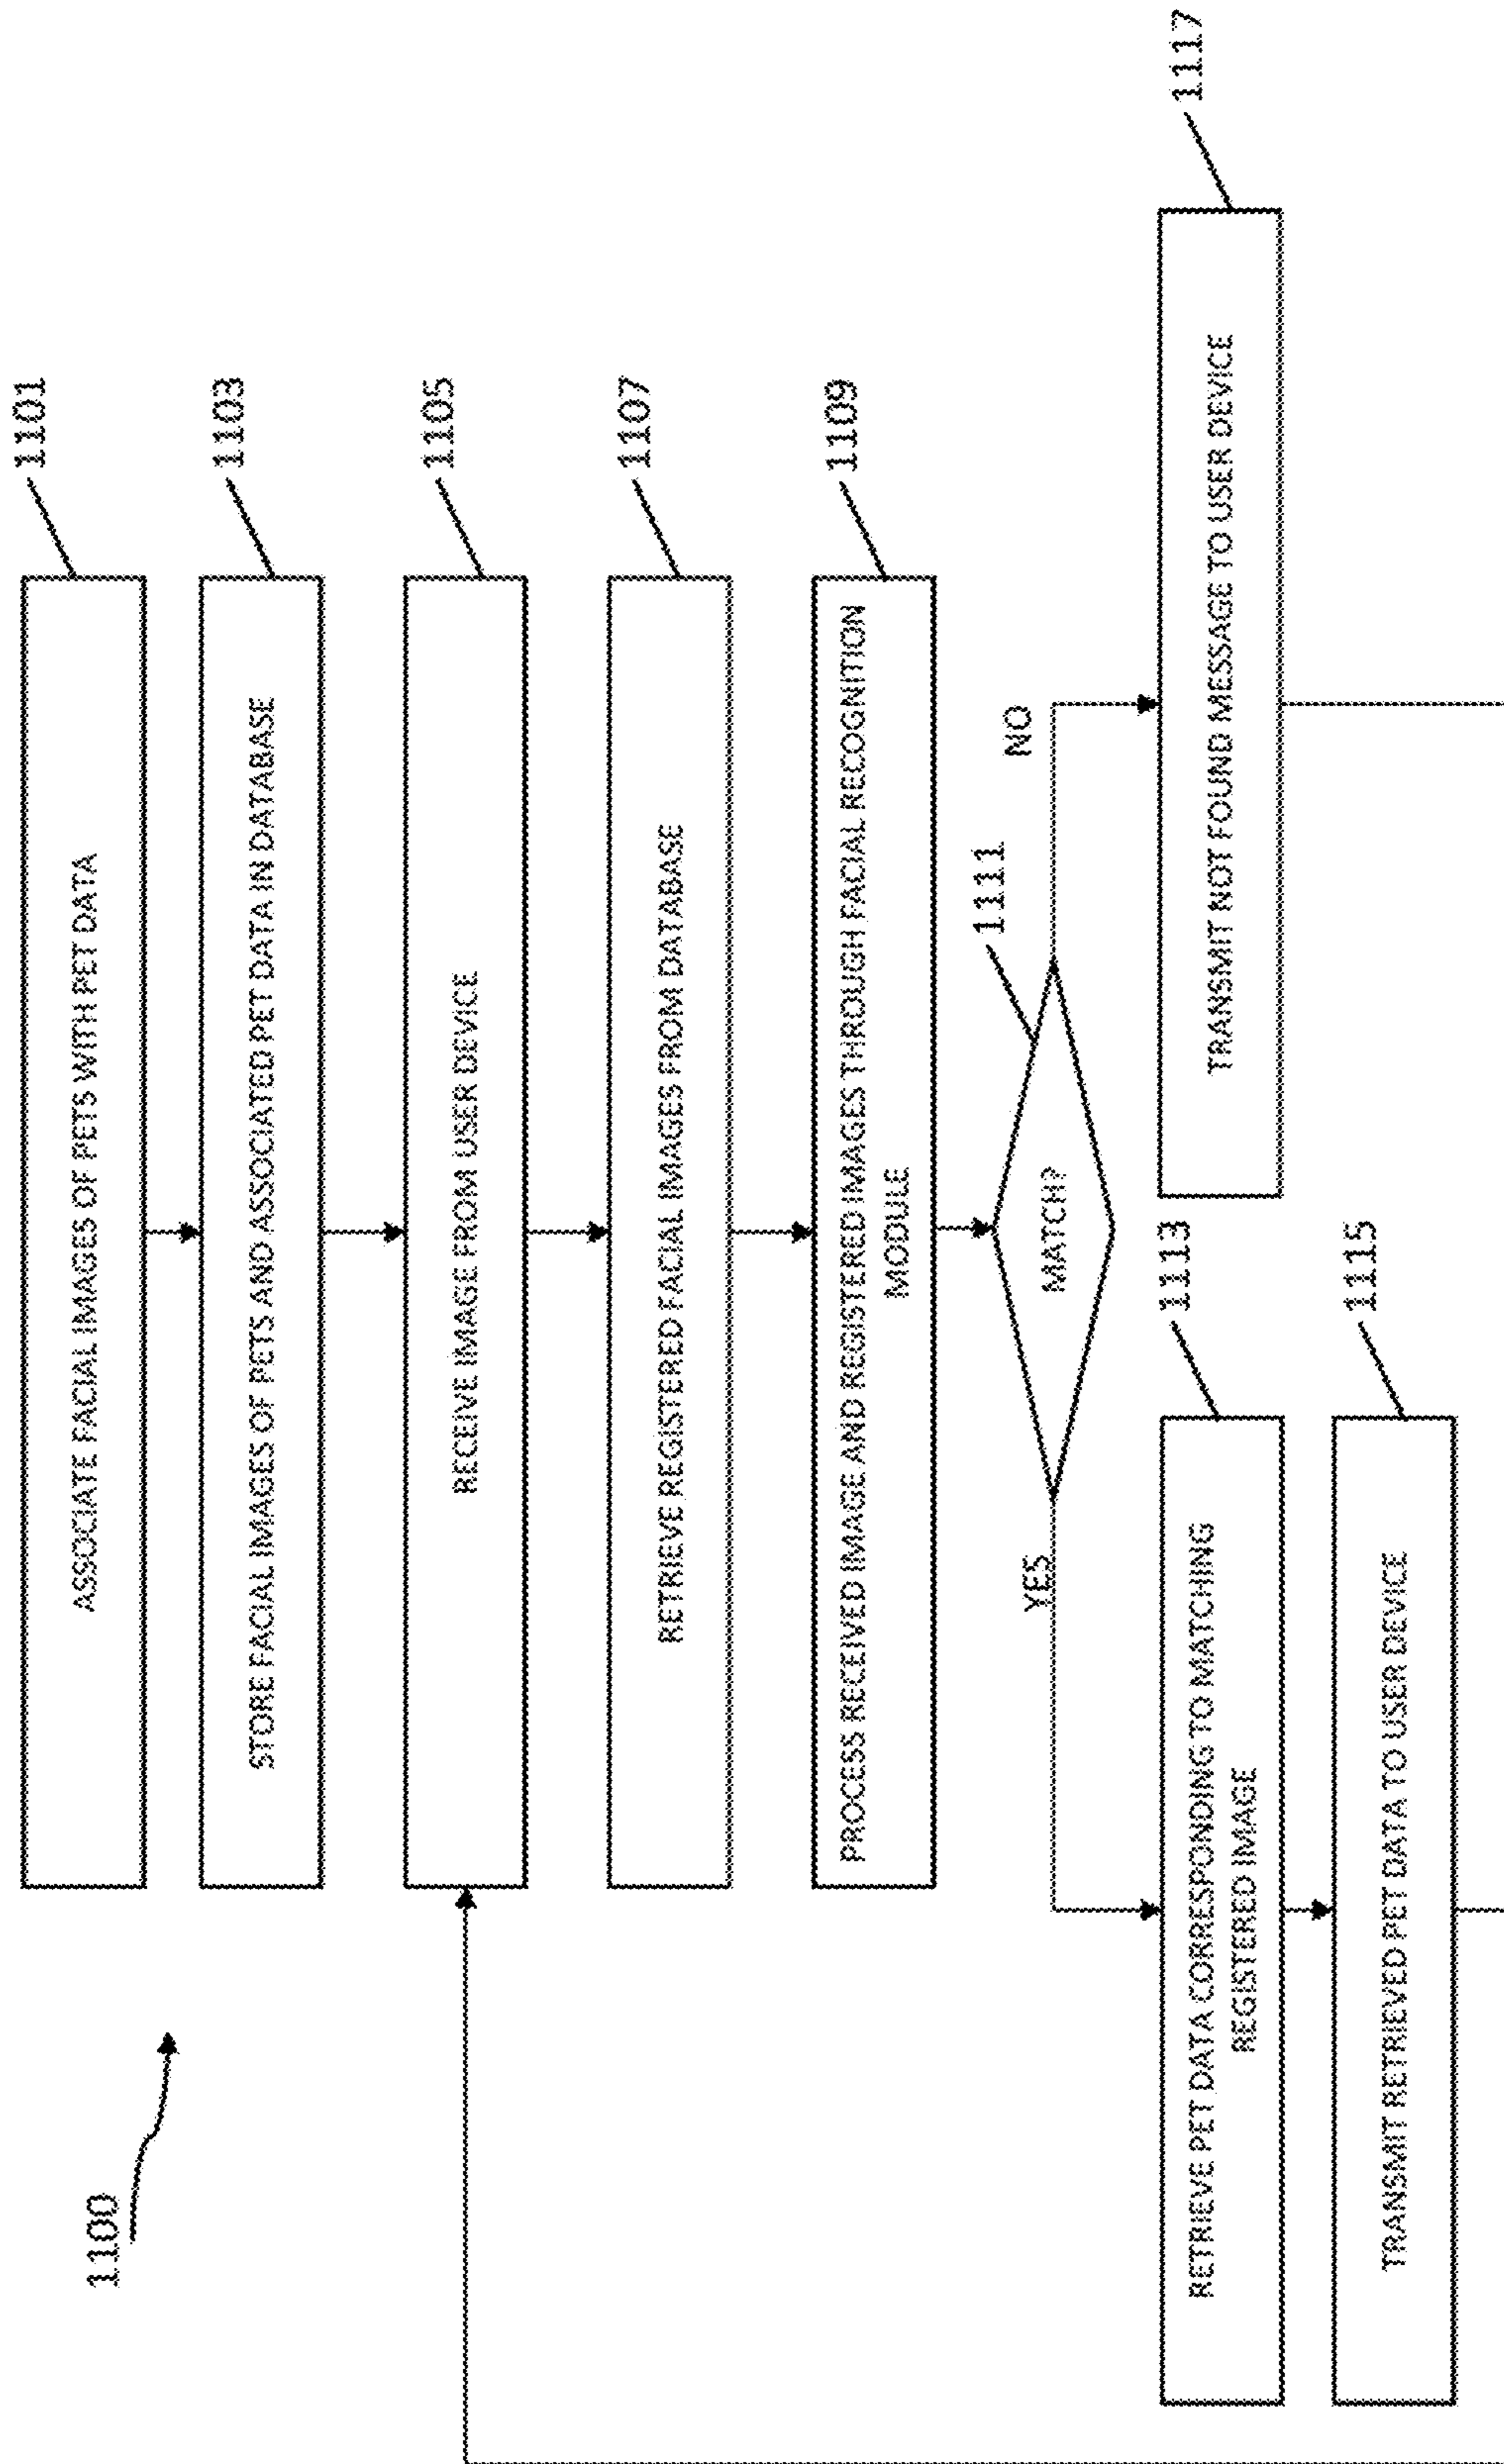 1100
1101
ASSOCIATE FACIAL IMAGES OF PETS WITH PET DATA
1103
STORE FACIAL IMAGES OF PETS AND ASSOCIATED PET DATA IN DATABASE
1105
RECEIVE IMAGE FROM USER DEVICE
1107
RETRIEVE REGISTERED FACIAL IMAGES FROM DATABASE
1109
PROCESS RECEIVED IMAGE AND REGISTERED IMAGES THROUGH FACIAL RECOGNITION
MODULE
1111
MATCH?
YES
NO
1113
RETRIEVE PET DATA CORRESPONDING TO MATCHING
REGISTERED IMAGE
1115
TRANSMIT RETRIEVED PET DATA TO USER DEVICE
1117
TRANSMIT NOT FOUND MESSAGE TO USER DEVICE